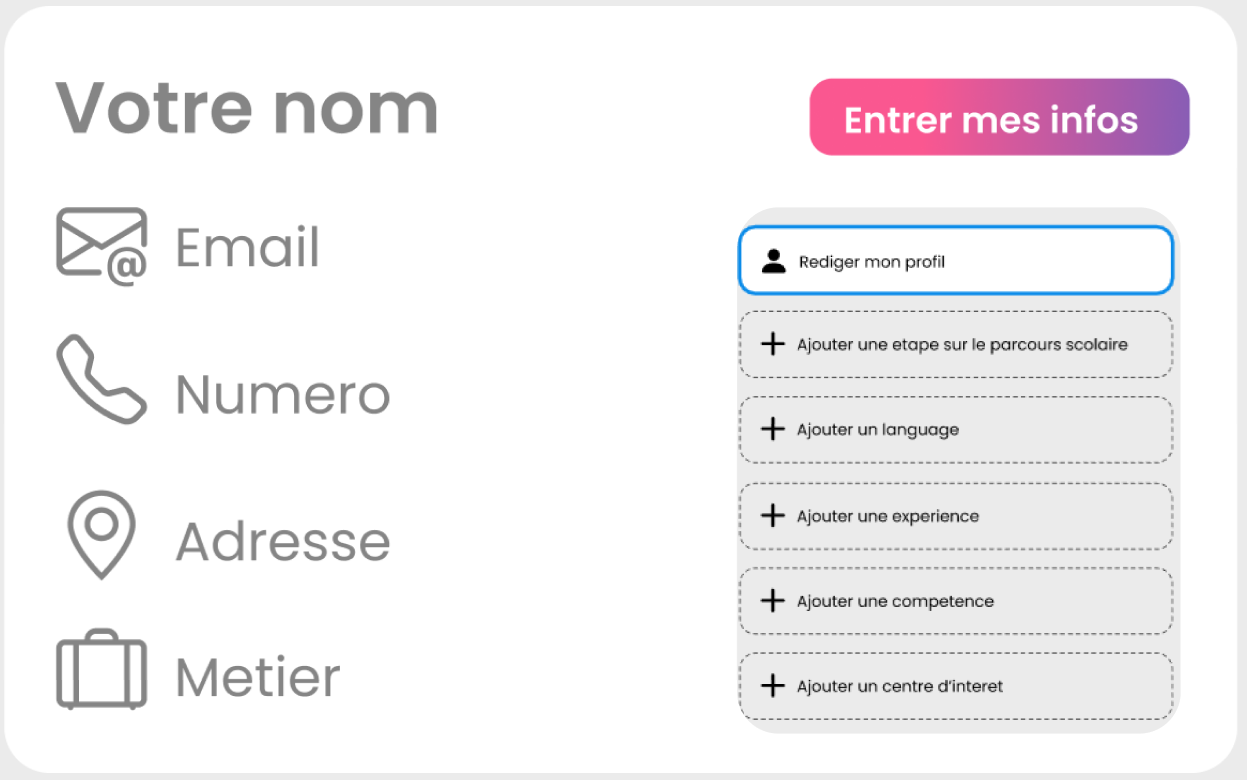 Votre nom
Entrer mes infos
Email
Numero
Adresse
Metier
Rediger mon profil
Ajouter une etape sur le parcours scolaire
Ajouter un language
Ajouter une experience
Ajouter une competence
Ajouter un centre d'interet